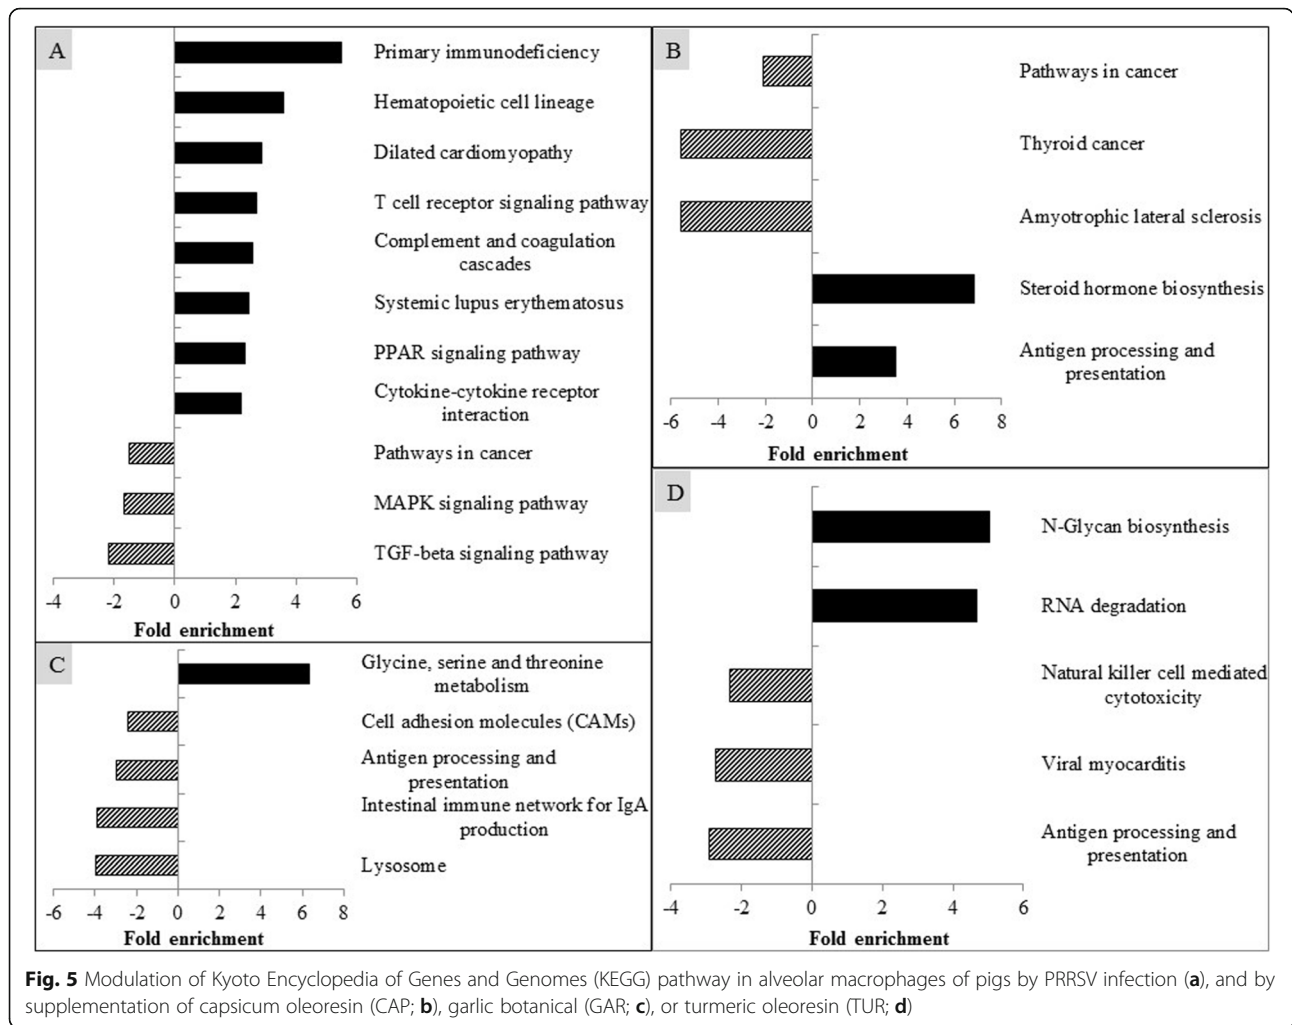 A
Primary immunodeficiency
Hematopoietic cell lineage
Dilated cardiomyopathy
T cell receptor signaling pathway
Complement and coagulation
cascades
Systemic lupus erythematosus
PPAR signaling pathway
Cytokine-cytokine receptor
interaction
Pathways in cancer
MAPK signaling pathway
TGF-beta signaling pathway
-4 -2 0 2 4 6
Fold enrichment
B
Pathways in cancer
Thyroid cancer
Amyotrophic lateral sclerosis
Steroid hormone biosynthesis
Antigen processing and
presentation
-6 -4 -2 0 2 4 6 8
Fold enrichment
C
Glycine, serine and threonine
metabolism
Cell adhesion molecules (CAMs)
Antigen processing and
presentation
Intestinal immune network for IgA
production
Lysosome
-6 -4 -2 0 2 4 6 8
Fold enrichment
D
N-Glycan biosynthesis
RNA degradation
Natural killer cell mediated
cytotoxicity
Viral myocarditis
Antigen processing and
presentation
-4 -2 0 2 4 6
Fold enrichment
Fig. 5 Modulation of Kyoto Encyclopedia of Genes and Genomes (KEGG) pathway in alveolar macrophages of pigs by PRRSV infection (a), and by
supplementation of capsicum oleoresin (CAP; b), garlic botanical (GAR; c), or turmeric oleoresin (TUR; d)